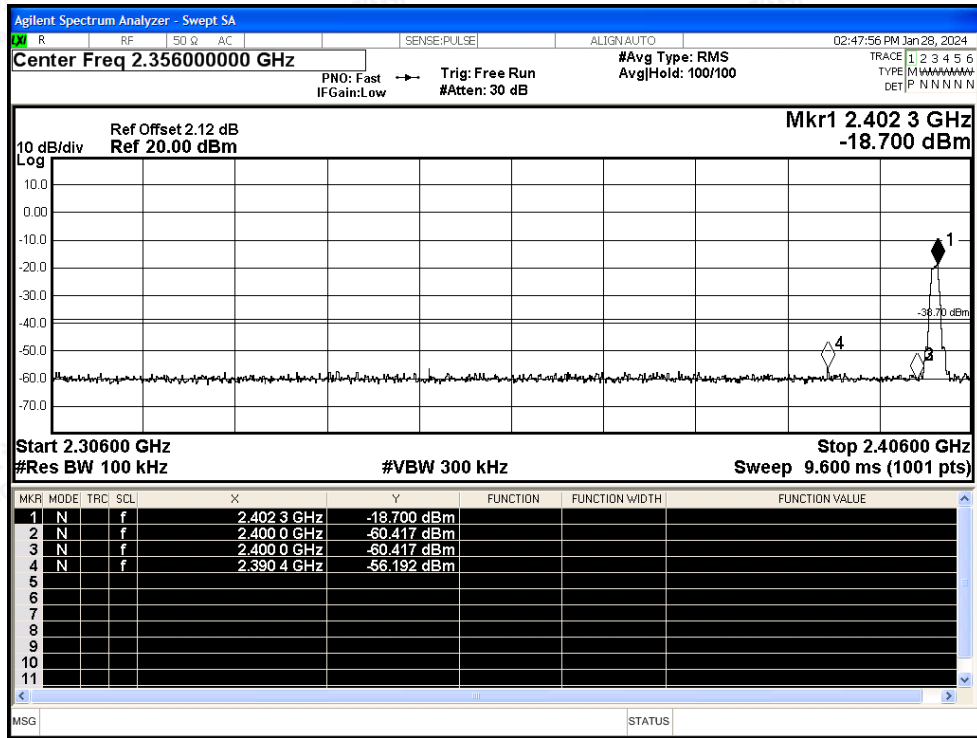 Agilent Spectrum Analyzer - Swept SA
LXI R RF 50 Ω AC SENSE:PULSE ALIGN AUTO 02:47:56 PM Jan 28, 2024
Center Freq 2.356000000 GHz
PNO: Fast Trig: Free Run #Avg Type: RMS TRACE 1 2 3 4 5 6
IFGain:Low #Atten: 30 dB Avg|Hold: 100/100 TYPE M
DET P N N N N N
Mkr1 2.402 3 GHz
-18.700 dBm
Ref Offset 2.12 dB
10 dB/div Ref 20.00 dBm
Log
10.0
0.00
-10.0
1
-20.0
-30.0
-38.70 dBm
-40.0
4
-50.0
-60.0
-70.0
Start 2.30600 GHz Stop 2.40600 GHz
#Res BW 100 kHz #VBW 300 kHz Sweep 9.600 ms (1001 pts)
MKR MODE TRC SCL X Y FUNCTION FUNCTION WIDTH FUNCTION VALUE
1 N f 2.402 3 GHz -18.700 dBm
2 N f 2.400 0 GHz -60.417 dBm
3 N f 2.400 0 GHz -60.417 dBm
4 N f 2.390 4 GHz -56.192 dBm
5
6
7
8
9
10
11
MSG STATUS